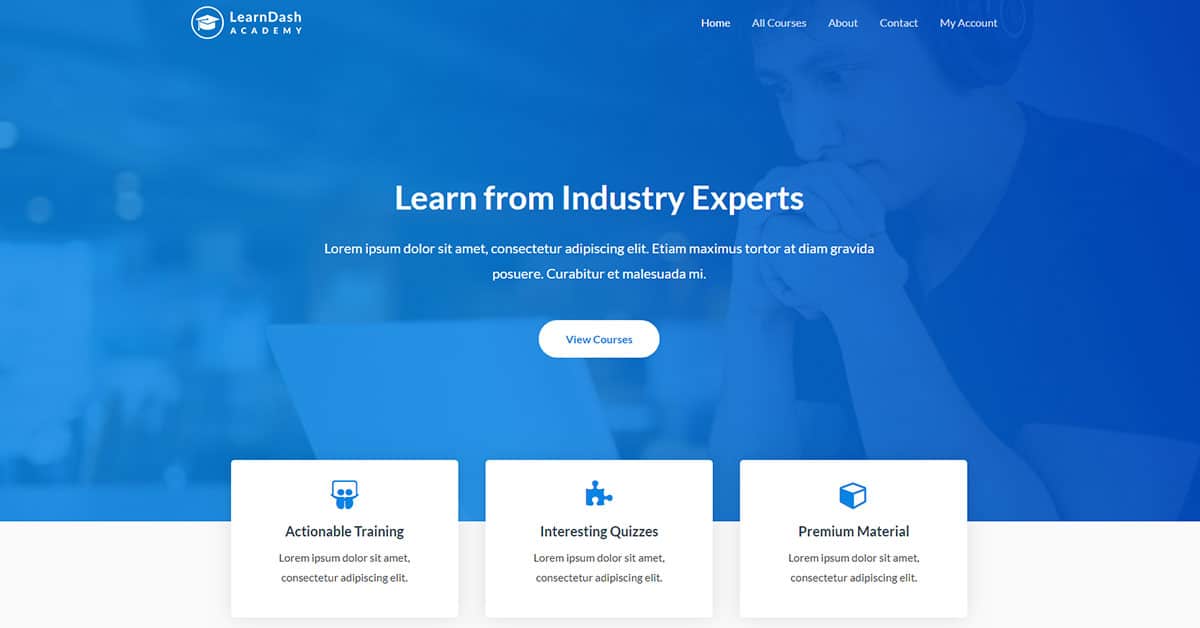 LearnDash
ACADEMY
Home All Courses About Contact My Account
Learn from Industry Experts
Lorem ipsum dolor sit amet, consectetur adipiscing elit. Etiam maximus tortor at diam gravida
posuere. Curabitur et malesuada mi.
View Courses
Actionable Training
Lorem ipsum dolor sit amet,
consectetur adipiscing elit.
Interesting Quizzes
Lorem ipsum dolor sit amet,
consectetur adipiscing elit.
Premium Material
Lorem ipsum dolor sit amet,
consectetur adipiscing elit.